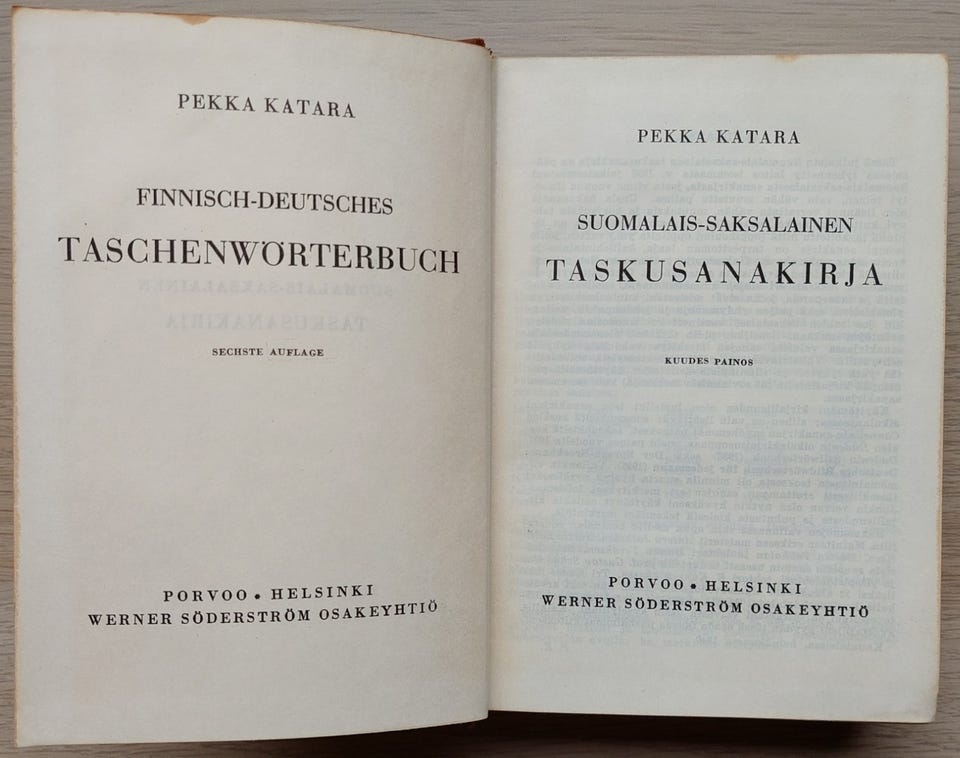 PEKKA KATARA
FINNISCH-DEUTSCHES
TASCHENWÖRTERBUCH
SECHSTE AUFLAGE
PORVOO • HELSINKI
WERNER SÖDERSTRÖM OSAKEYHTIÖ
PEKKA KATARA
SUOMALAIS-SAKSALAINEN
TASKUSANAKIRJA
KUUDES PAINOS
PORVOO • HELSINKI
WERNER SÖDERSTRÖM OSAKEYHTIÖ